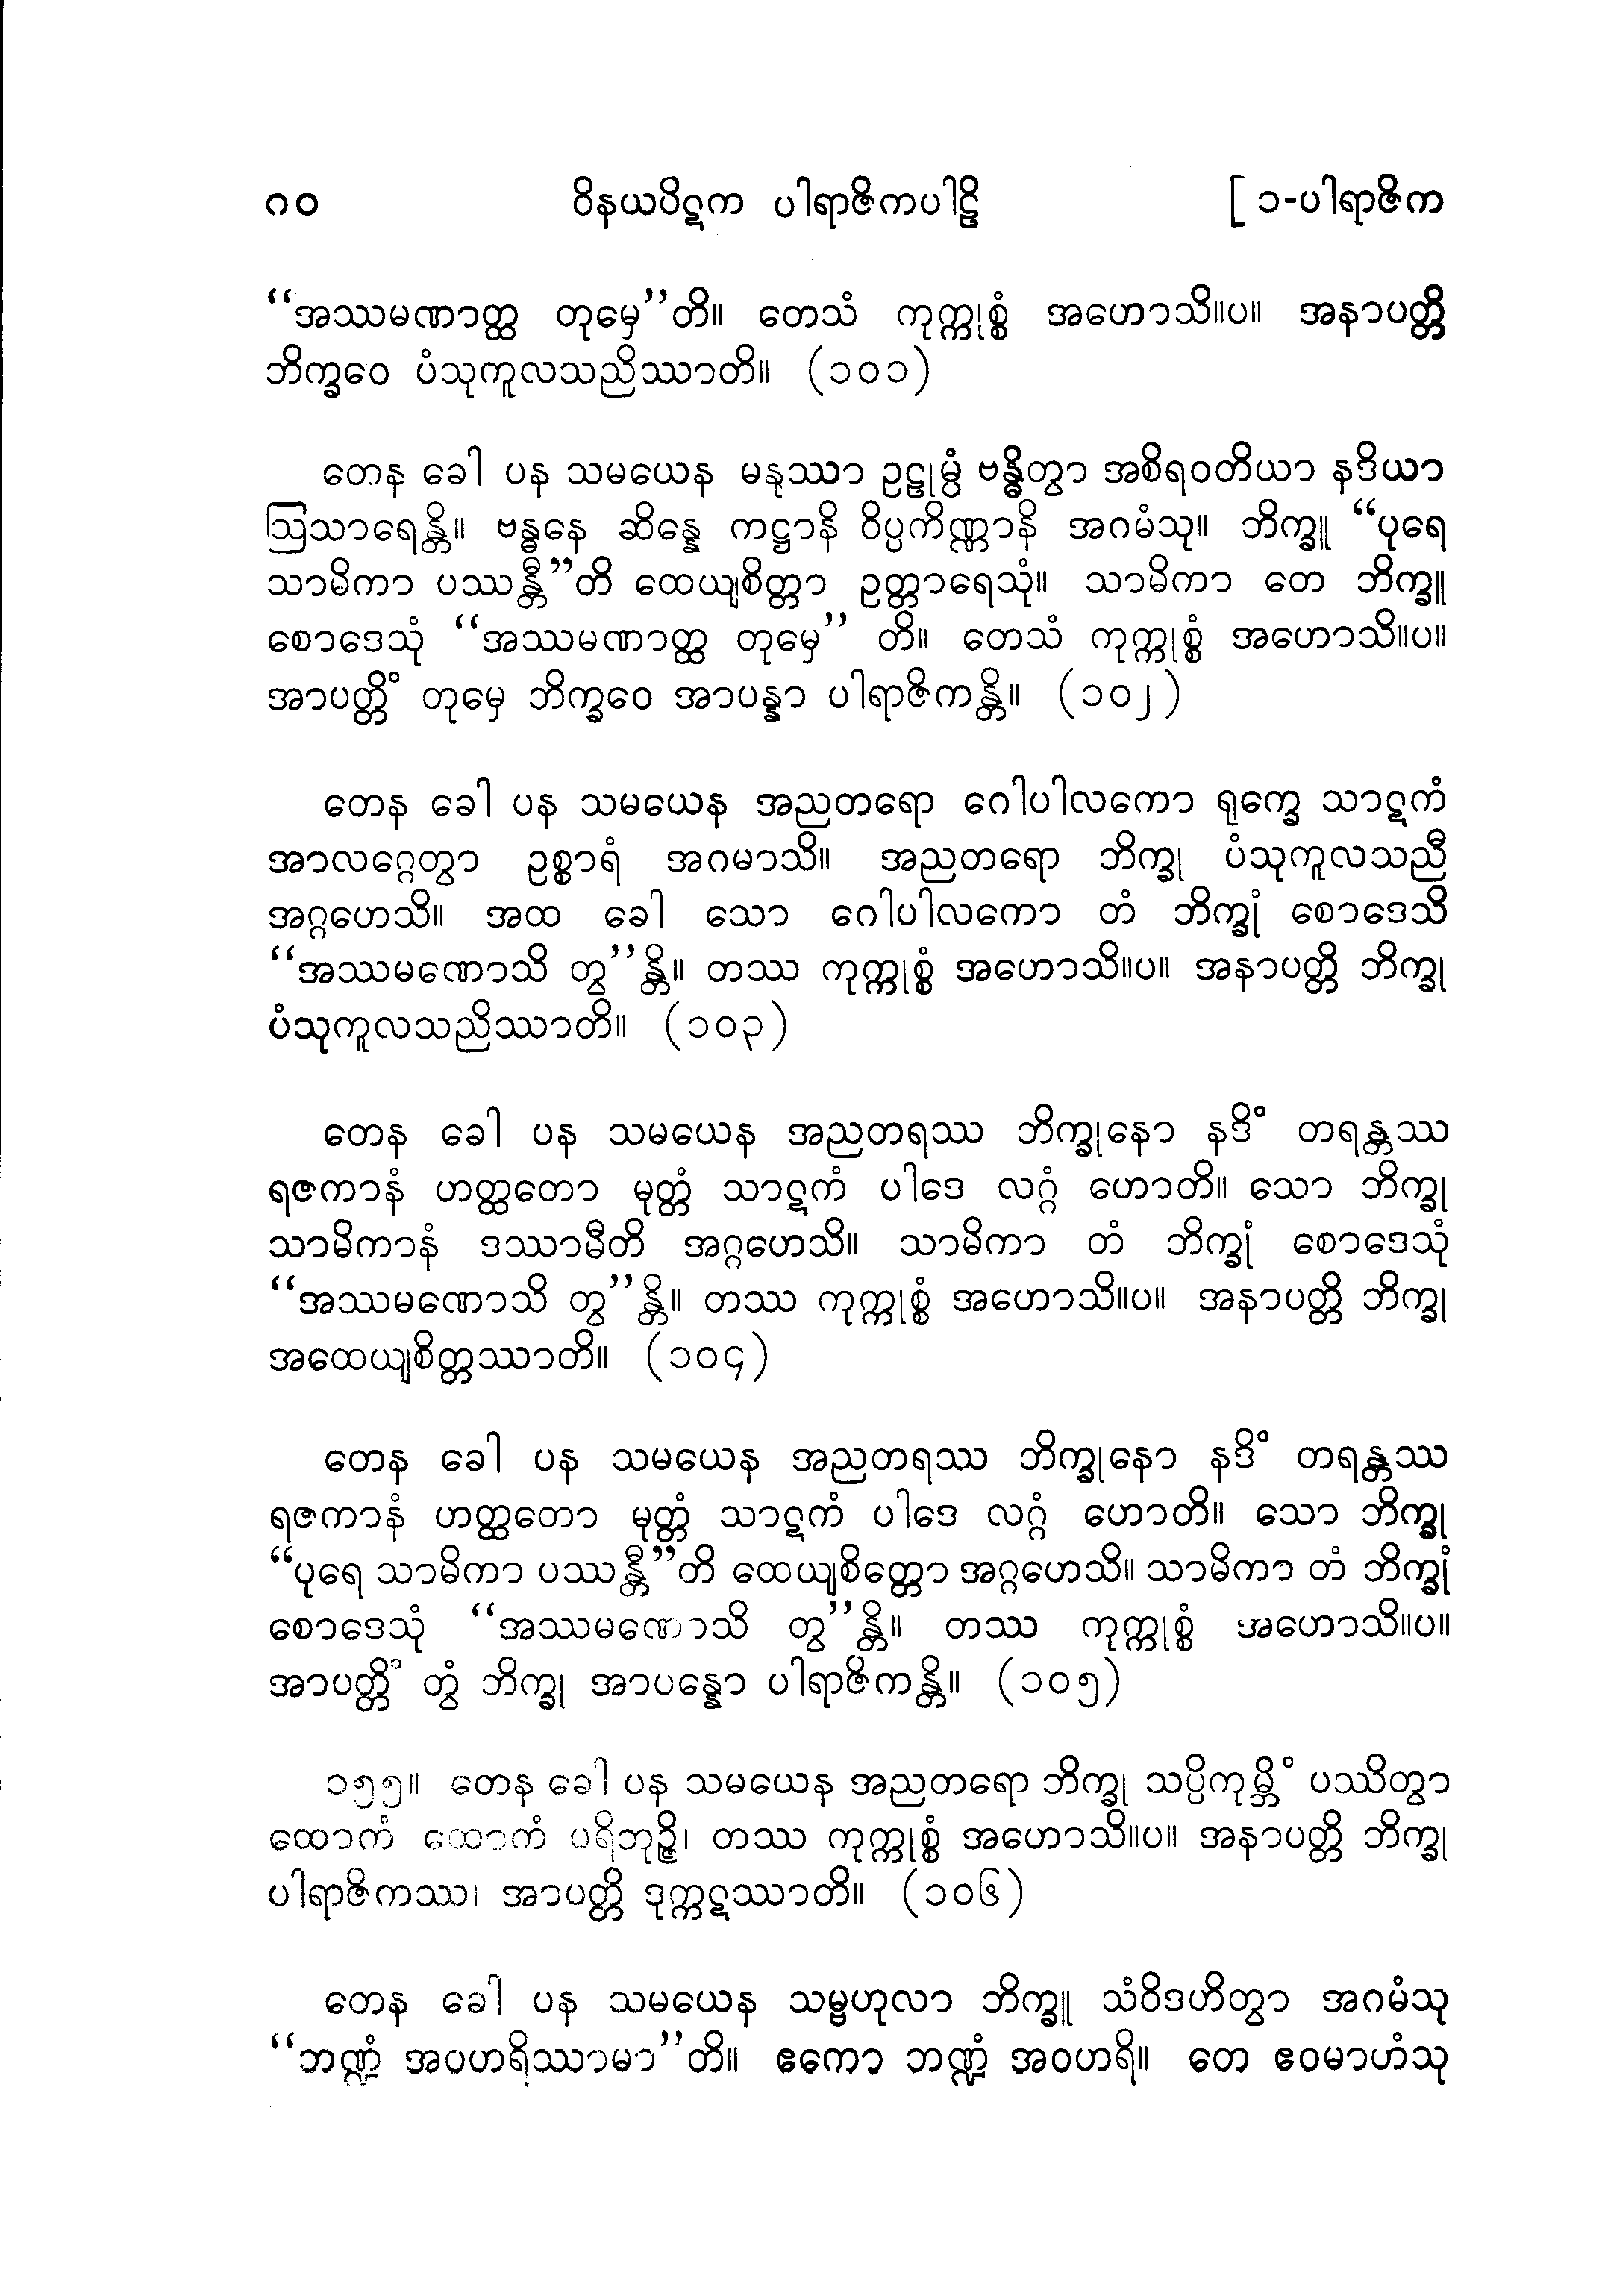 ၈၀ ဝိနယပိဋက ပါရာဇိကပါဠိ [ ၁-ပါရာဇိက
“အဿမဏာတ္ထ တုမှေ”တိ။ တေသံ ကုက္ကုစ္စံ အဟောသိ။ပ။ အနာပတ္တိ
ဘိက္ခဝေ ပံသုကူလသညိဿာတိ။ (၁၀၁)
တေန ခေါ ပန သမယေန မနုဿာ ဥဠုမ္ပံ ဗန္ဓိတွာ အစိရဝတိယာ နဒိယာ
ဩသာရေန္တိ။ ဗန္ဓနေ ဆိန္နေ ကဋ္ဌာနိ ဝိပ္ပကိဏ္ဏာနိ အဂမံသု။ ဘိက္ခူ “ပုရေ
သာမိကာ ပဿန္တီ”တိ ထေယျစိတ္တာ ဥတ္တာရေသုံ။ သာမိကာ တေ ဘိက္ခူ
စောဒေသုံ “အဿမဏာတ္ထ တုမှေ” တိ။ တေသံ ကုက္ကုစ္စံ အဟောသိ။ပ။
အာပတ္တိံ တုမှေ ဘိက္ခဝေ အာပန္နာ ပါရာဇိကန္တိ။ (၁၀၂)
တေန ခေါ ပန သမယေန အညတရော ဂေါပါလကော ရုက္ခေ သာဋကံ
အာလဂ္ဂေတွာ ဥစ္စာရံ အဂမာသိ။ အညတရော ဘိက္ခု ပံသုကူလသညီ
အဂ္ဂဟေသိ။ အထ ခေါ သော ဂေါပါလကော တံ ဘိက္ခုံ စောဒေသိ
“အဿမဏောသိ တွ”န္တိ။ တဿ ကုက္ကုစ္စံ အဟောသိ။ပ။ အနာပတ္တိ ဘိက္ခု
ပံသုကူလသညိဿာတိ။ (၁၀၃)
တေန ခေါ ပန သမယေန အညတရဿ ဘိက္ခုနော နဒိံ တရန္တဿ
ရဇကာနံ ဟတ္ထတော မုတ္တံ သာဋကံ ပါဒေ လဂ္ဂံ ဟောတိ။ သော ဘိက္ခု
သာမိကာနံ ဒဿာမီတိ အဂ္ဂဟေသိ။ သာမိကာ တံ ဘိက္ခုံ စောဒေသုံ
“အဿမဏောသိ တွ”န္တိ။ တဿ ကုက္ကုစ္စံ အဟောသိ။ပ။ အနာပတ္တိ ဘိက္ခု
အထေယျစိတ္တဿာတိ။ (၁၀၄)
တေန ခေါ ပန သမယေန အညတရဿ ဘိက္ခုနော နဒိံ တရန္တဿ
ရဇကာနံ ဟတ္ထတော မုတ္တံ သာဋကံ ပါဒေ လဂ္ဂံ ဟောတိ။ သော ဘိက္ခု
“ပုရေ သာမိကာ ပဿန္တီ”တိ ထေယျစိတ္တော အဂ္ဂဟေသိ။ သာမိကာ တံ ဘိက္ခုံ
စောဒေသုံ “အဿမဏောသိ တွ”န္တိ။ တဿ ကုက္ကုစ္စံ အဟောသိ။ပ။
အာပတ္တိံ တွံ ဘိက္ခု အာပန္နော ပါရာဇိကန္တိ။ (၁၀၅)
၁၅၅။ တေန ခေါ ပန သမယေန အညတရော ဘိက္ခု သပ္ပိကုမ္ဘိံ ပဿိတွာ
ထောကံ ထောကံ ပရိဘုဉ္ဇိ၊ တဿ ကုက္ကုစ္စံ အဟောသိ။ပ။ အနာပတ္တိ ဘိက္ခု
ပါရာဇိကဿ၊ အာပတ္တိ ဒုက္ကဋဿာတိ။ (၁၀၆)
တေန ခေါ ပန သမယေန သမ္ဗဟုလာ ဘိက္ခူ သံဝိဒဟိတွာ အဂမံသု
“ဘဏ္ဍံ အဝဟရိဿာမာ”တိ။ ဧကော ဘဏ္ဍံ အဝဟရိ။ တေ ဧဝမာဟံသု